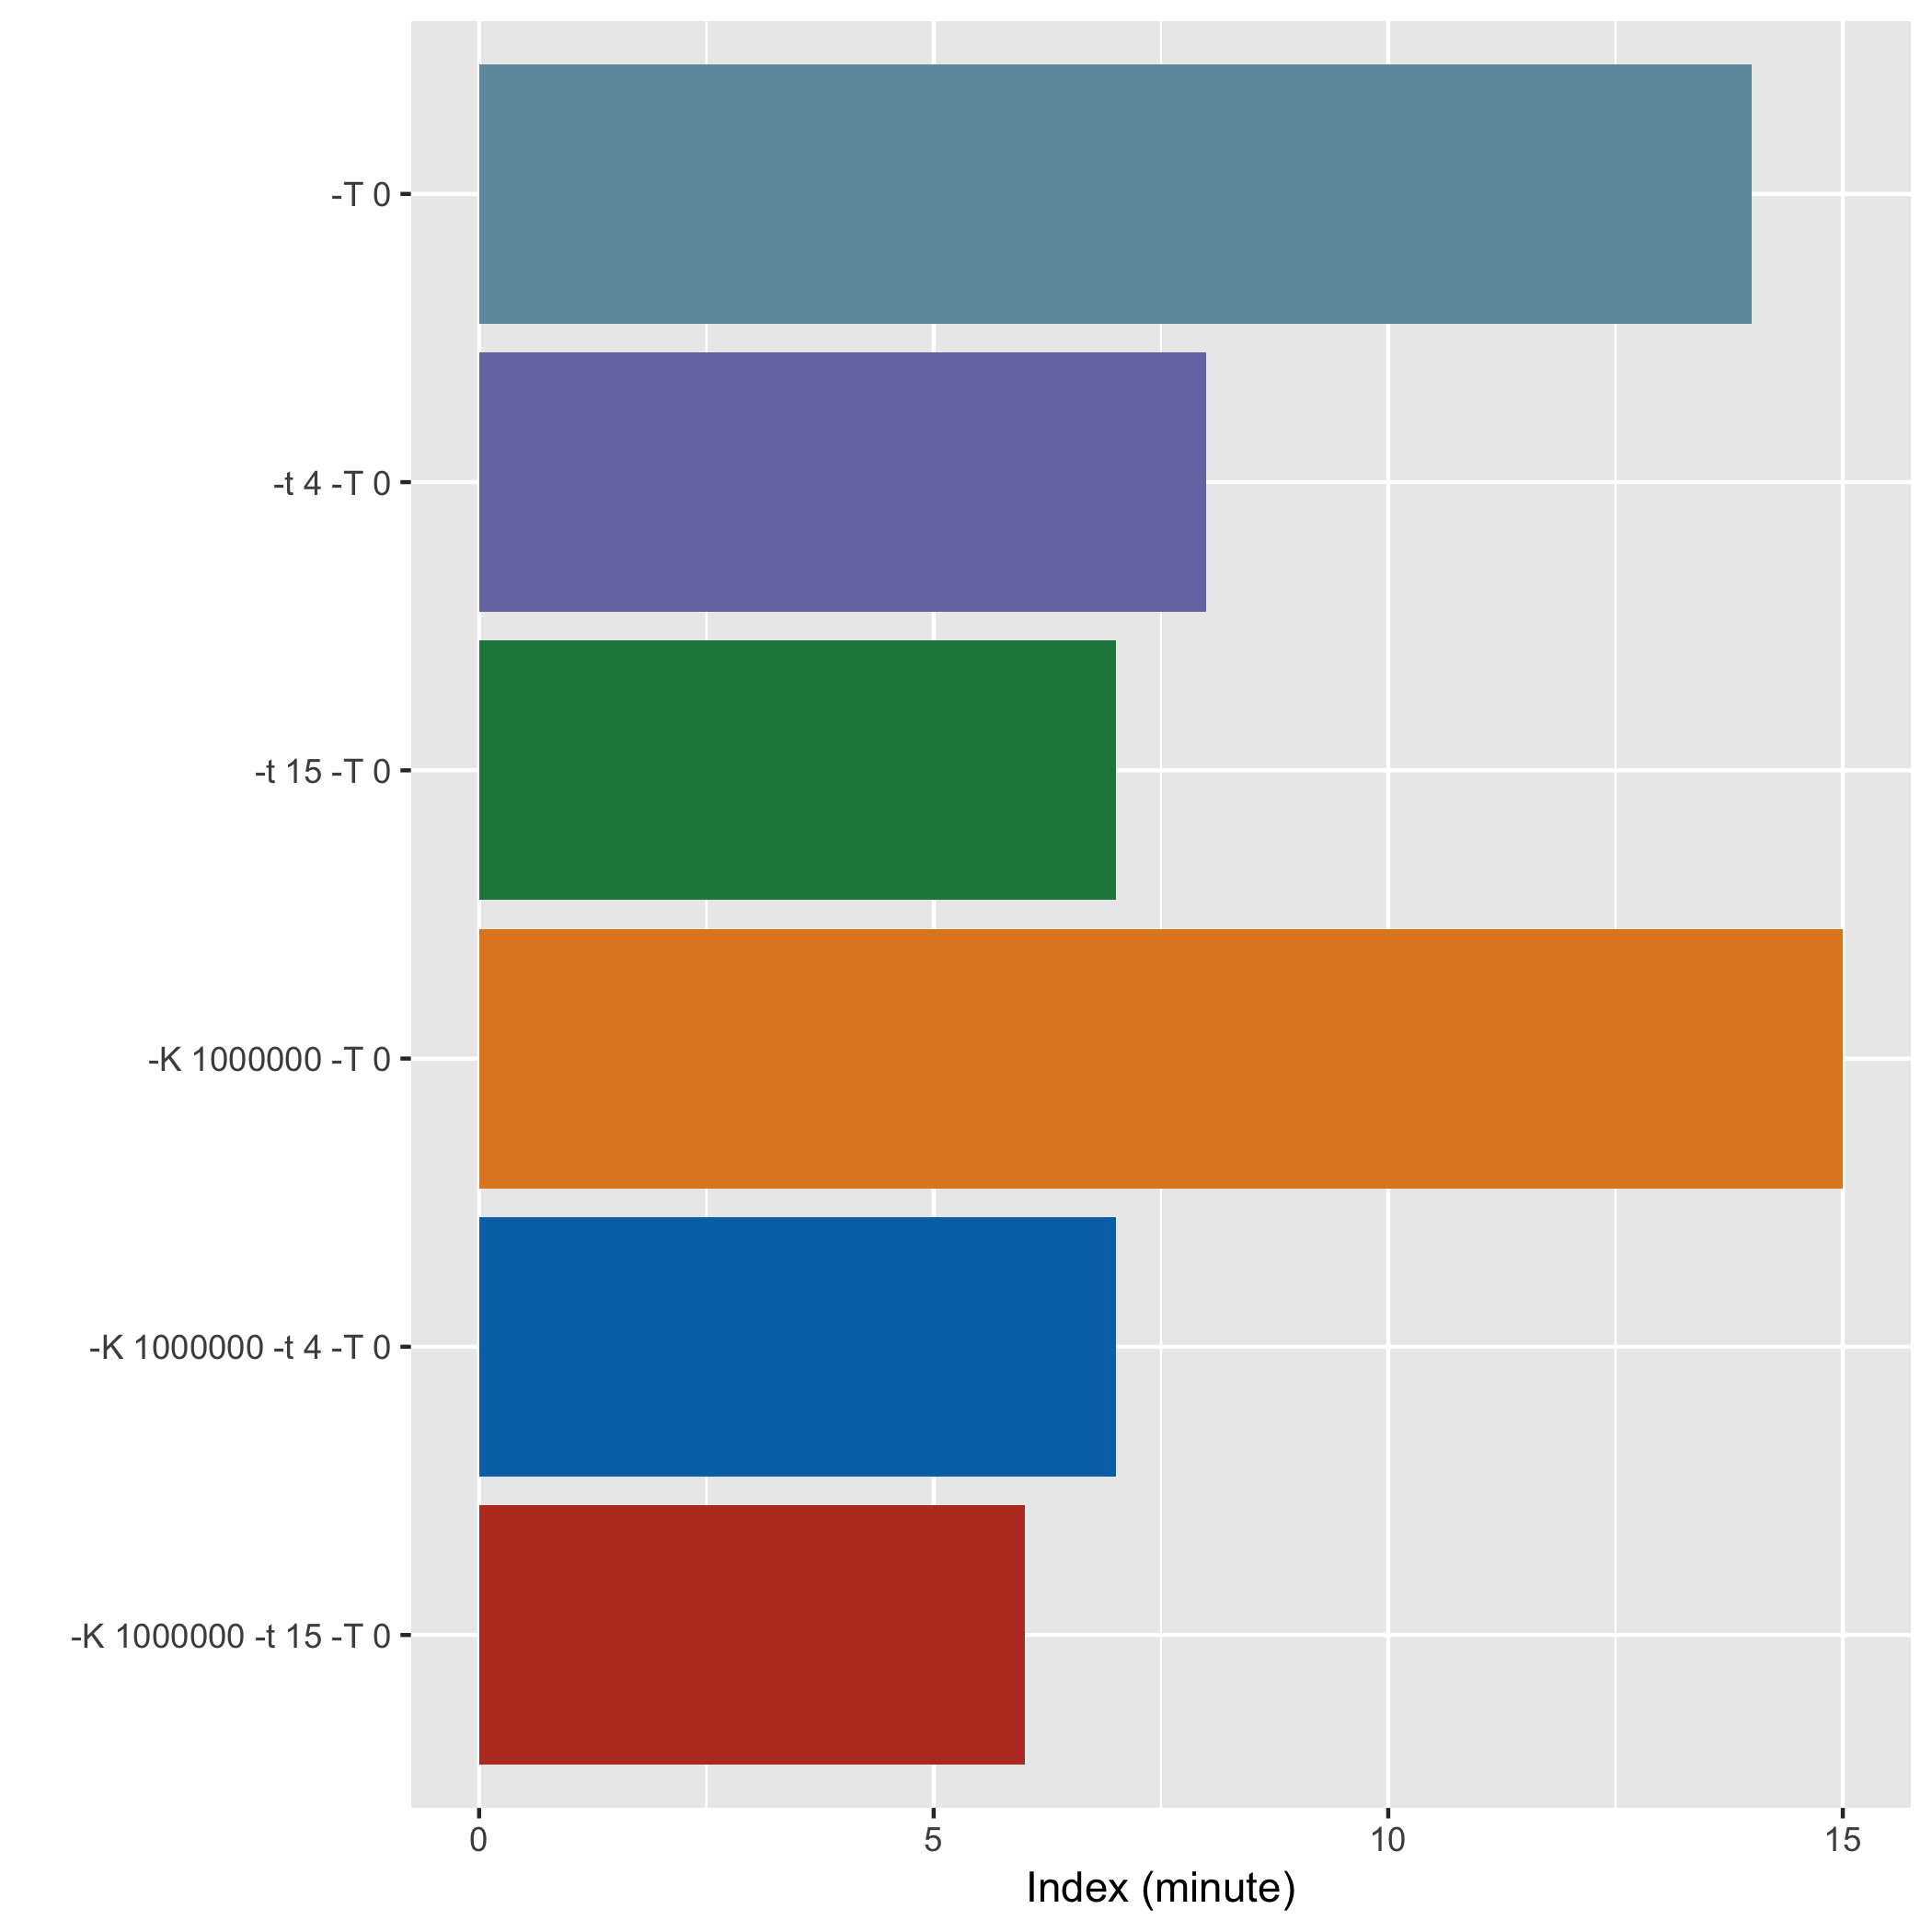 -T 0
-t 4 -T 0
-t 15 -T 0
-K 1000000 -T 0
-K 1000000 -t 4 -T 0
-K 1000000 -t 15 -T 0
0 5 10 15
Index (minute)